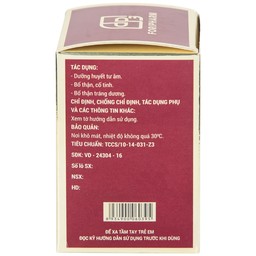 FORIPHARM
TÁC DỤNG:
- Dưỡng huyết tư âm.
- Bổ thận, cố tinh.
- Bổ thận tráng dương.
CHỈ ĐỊNH, CHỐNG CHỈ ĐỊNH, TÁC DỤNG PHỤ
VÀ CÁC THÔNG TIN KHÁC:
Xem tờ hướng dẫn sử dụng
BẢO QUẢN:
Nơi khô mát, nhiệt độ không quá 30°C.
TIÊU CHUẨN: TCCS/10-14-031-Z3
SĐK: VD - 24304 - 16
Số lô SX:
NSX:
HD:
ĐỂ XA TẦM TAY TRẺ EM
ĐỌC KỸ HƯỚNG DẪN SỬ DỤNG TRƯỚC KHI DÙNG